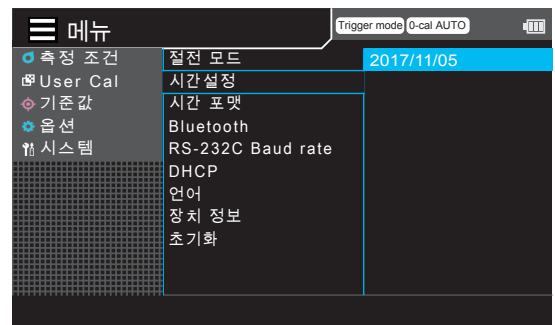 메뉴
Trigger mode 0-cal AUTO
측정 조건
User Cal
기준값
옵션
시스템
절전 모드
시간설정
시간 포맷
Bluetooth
RS-232C Baud rate
DHCP
언어
장치 정보
초기화
2017/11/05